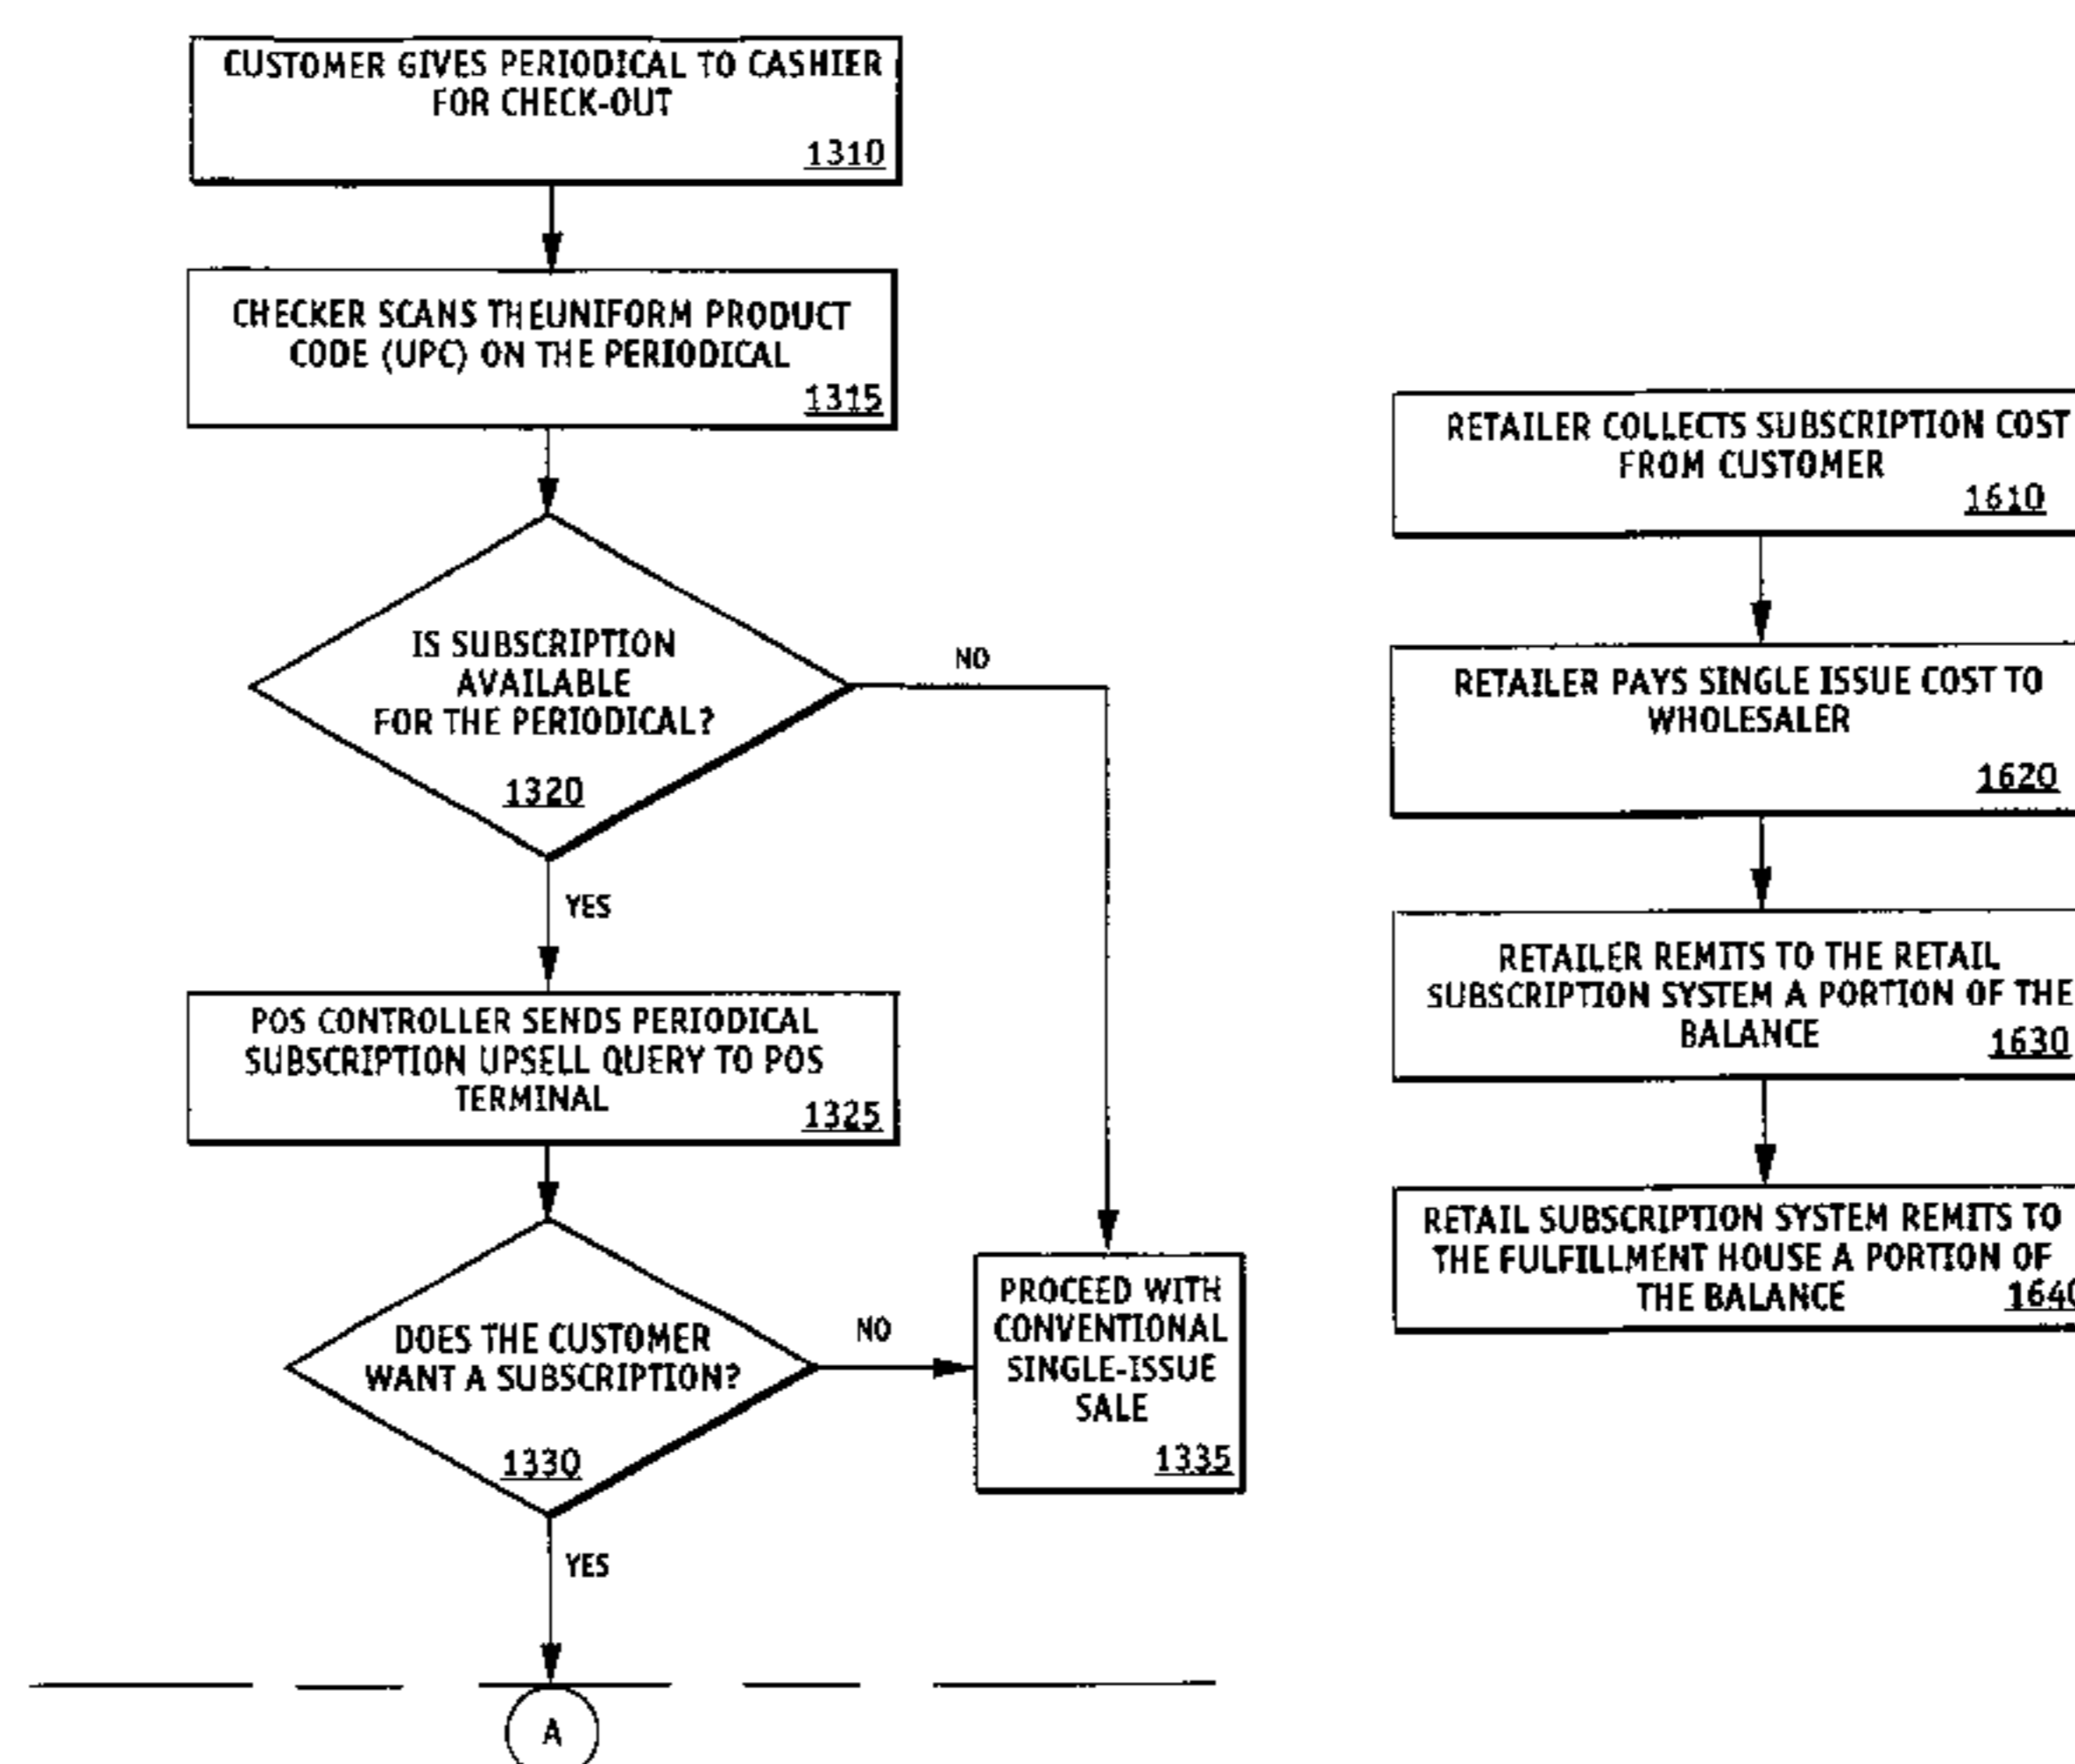 CUSTOMER GIVES PERIODICAL TO CASHIER
FOR CHECK-OUT
1310
CHECKER SCANS THEUNIFORM PRODUCT
CODE (UPC) ON THE PERIODICAL
1315
IS SUBSCRIPTION
AVAILABLE
FOR THE PERIODICAL?
1320
NO
YES
POS CONTROLLER SENDS PERIODICAL
SUBSCRIPTION UPSELL QUERY TO POS
TERMINAL
1325
DOES THE CUSTOMER
WANT A SUBSCRIPTION?
1330
NO
YES
PROCEED WITH
CONVENTIONAL
SINGLE-ISSUE
SALE
1335
A
RETAILER COLLECTS SUBSCRIPTION COST
FROM CUSTOMER
1610
RETAILER PAYS SINGLE ISSUE COST TO
WHOLESALER
1620
RETAILER REMITS TO THE RETAIL
SUBSCRIPTION SYSTEM A PORTION OF THE
BALANCE
1630
RETAIL SUBSCRIPTION SYSTEM REMITS TO
THE FULFILLMENT HOUSE A PORTION OF
THE BALANCE
1640